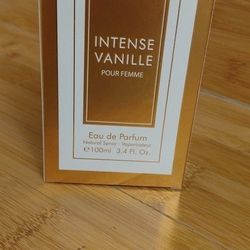 INTENSE
VANILLE
POUR FEMME
Eau de Parfum
Natural Spray - Vaporisateur
℮100ml 3.4 Fl. Oz.